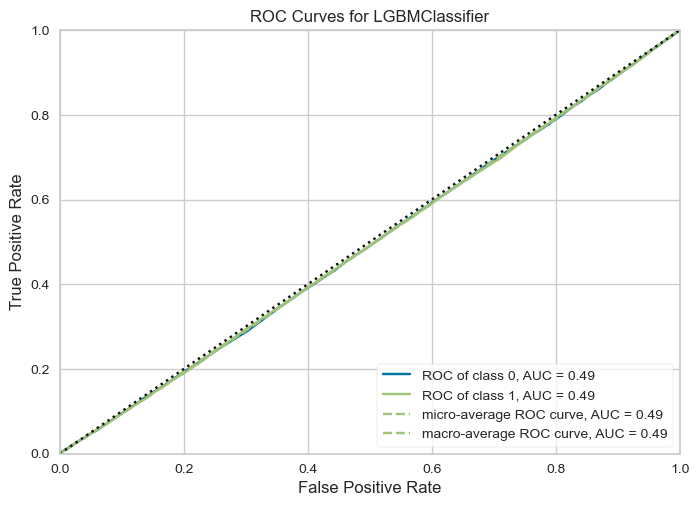 ROC Curves for LGBMClassifier
True Positive Rate
1.0
0.8
0.6
0.4
0.2
0.0
ROC of class 0, AUC = 0.49
ROC of class 1, AUC = 0.49
micro-average ROC curve, AUC = 0.49
macro-average ROC curve, AUC = 0.49
0.0 0.2 0.4 0.6 0.8 1.0
False Positive Rate